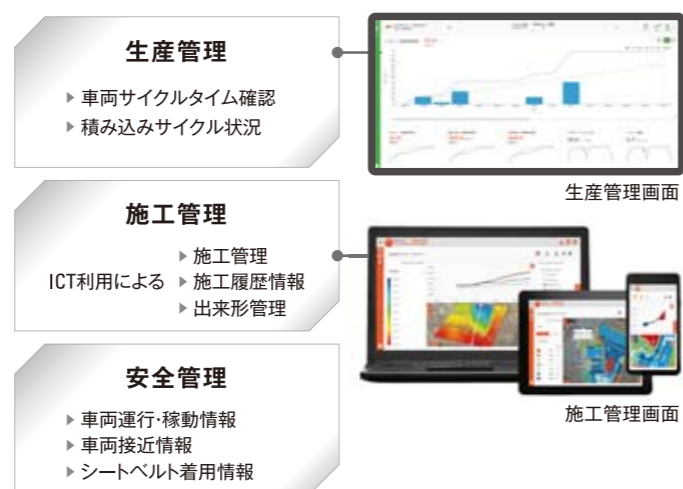 生産管理
▶ 車両サイクルタイム確認
▶ 積み込みサイクル状況
生産管理画面
施工管理
ICT利用による
▶ 施工管理
▶ 施工履歴情報
▶ 出来形管理
施工管理画面
安全管理
▶ 車両運行・稼動情報
▶ 車両接近情報
▶ シートベルト着用情報